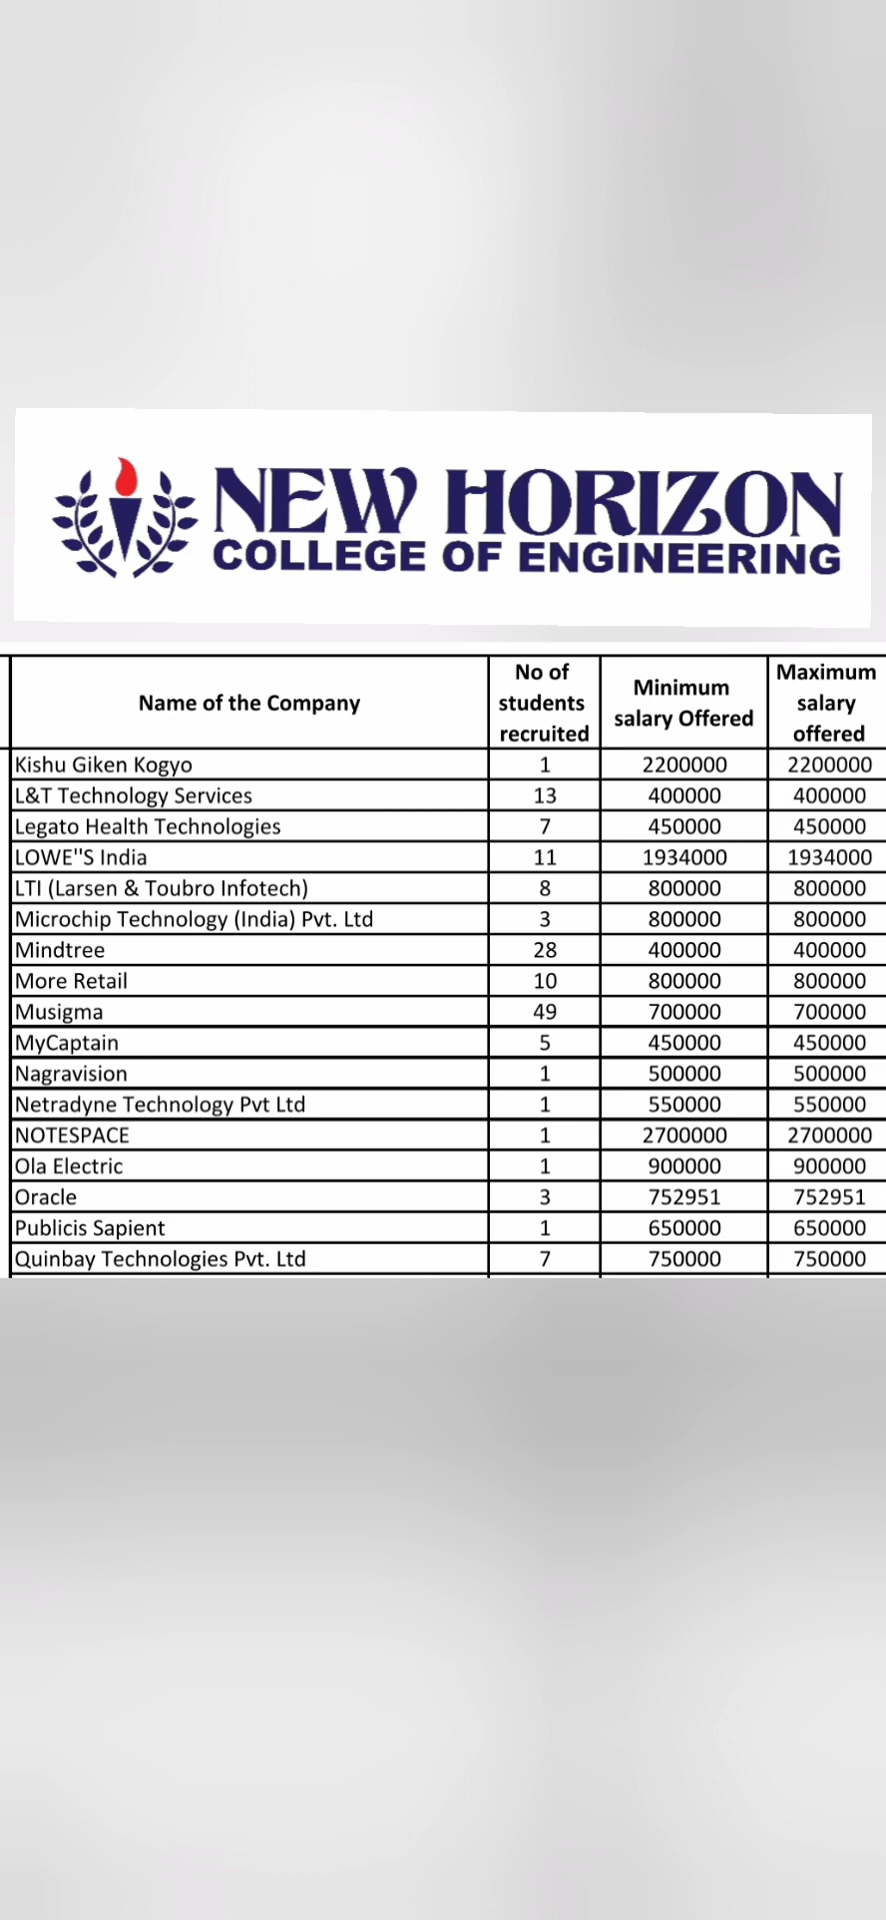 NEW HORIZON
COLLEGE OF ENGINEERING
Name of the Company No of students recruited Minimum salary Offered Maximum salary offered
Kishu Giken Kogyo 1 2200000 2200000
L&T Technology Services 13 400000 400000
Legato Health Technologies 7 450000 450000
LOWE"S India 11 1934000 1934000
LTI (Larsen & Toubro Infotech) 8 800000 800000
Microchip Technology (India) Pvt. Ltd 3 800000 800000
Mindtree 28 400000 400000
More Retail 10 800000 800000
Musigma 49 700000 700000
MyCaptain 5 450000 450000
Nagravision 1 500000 500000
Netradyne Technology Pvt Ltd 1 550000 550000
NOTESPACE 1 2700000 2700000
Ola Electric 1 900000 900000
Oracle 3 752951 752951
Publicis Sapient 1 650000 650000
Quinbay Technologies Pvt. Ltd 7 750000 750000